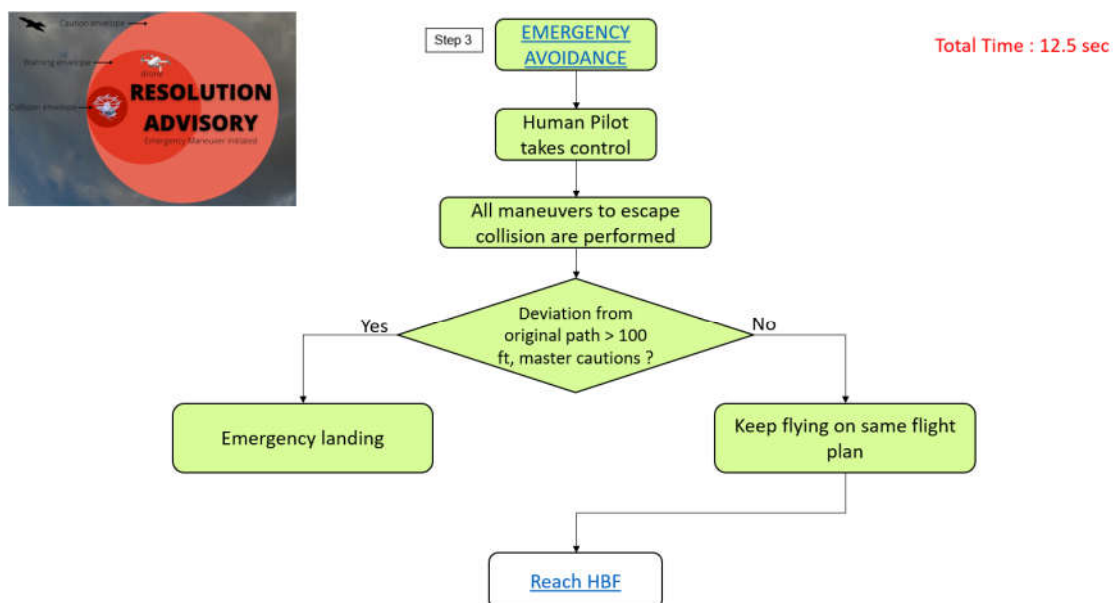 Caution envelope
Warning envelope
drone
Collision envelope
RESOLUTION
ADVISORY
Emergency Maneuver initiated
Step 3
EMERGENCY
AVOIDANCE
Total Time : 12.5 sec
Human Pilot
takes control
All maneuvers to escape
collision are performed
Deviation from
original path > 100
ft, master cautions ?
Yes
No
Emergency landing
Keep flying on same flight
plan
Reach HBF